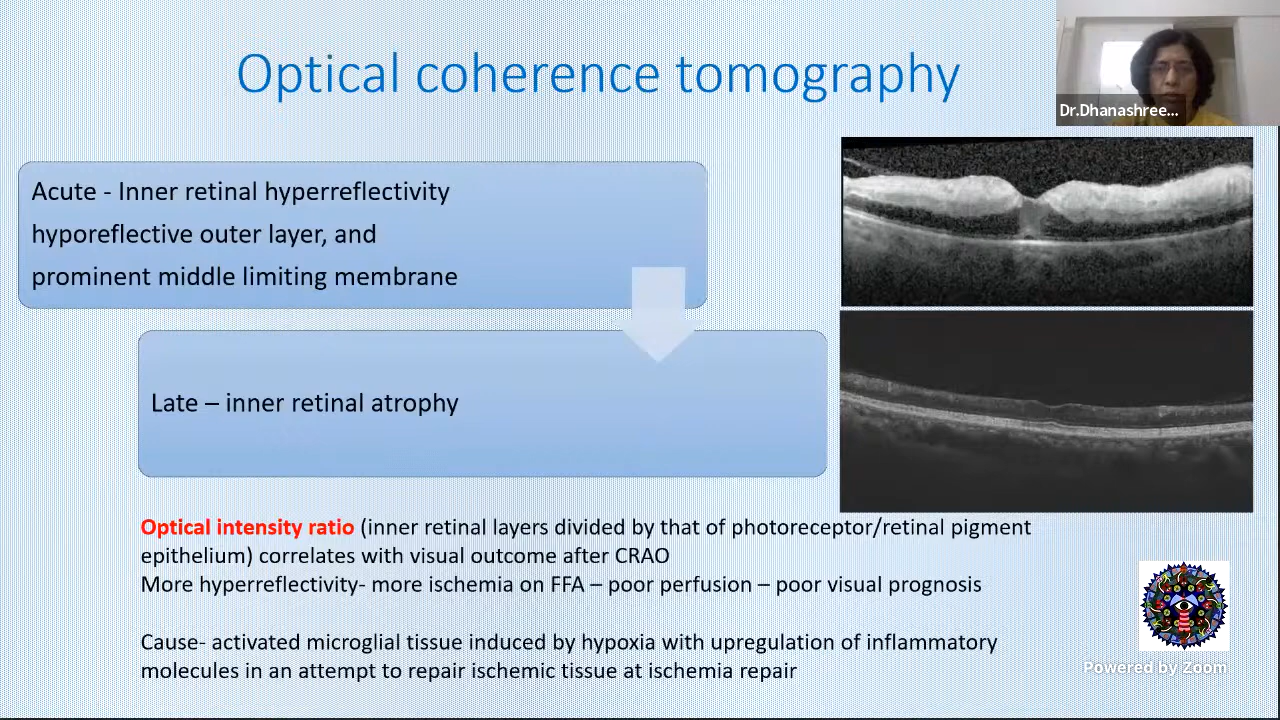 Optical coherence tomography
Dr.Dhanashree...
Acute - Inner retinal hyperreflectivity
hyporeflective outer layer, and
prominent middle limiting membrane
Late – inner retinal atrophy
Optical intensity ratio (inner retinal layers divided by that of photoreceptor/retinal pigment
epithelium) correlates with visual outcome after CRAO
More hyperreflectivity- more ischemia on FFA – poor perfusion – poor visual prognosis
Cause- activated microglial tissue induced by hypoxia with upregulation of inflammatory
molecules in an attempt to repair ischemic tissue at ischemia repair
Powered by Zoom